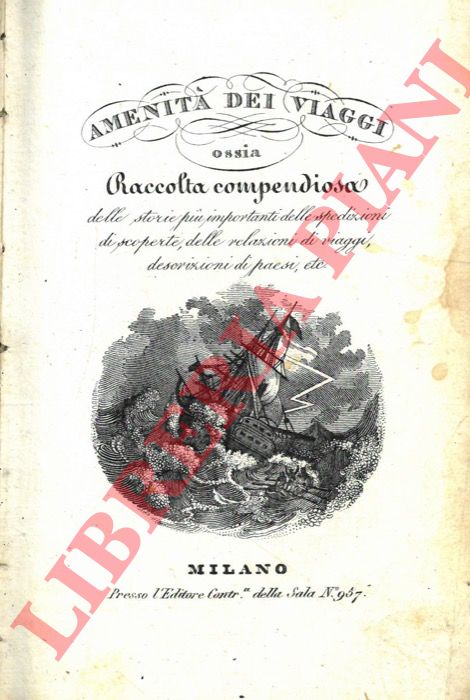 AMENITÀ DEI VIAGGI
ossia
Raccolta compendiosa
delle storie più importanti delle spedizioni
di scoperte, delle relazioni di viaggi,
descrizioni di paesi, etc.
MILANO
Presso l'Editore Contr.ª della Sala Nº 957.
LIBRERIA PIANI